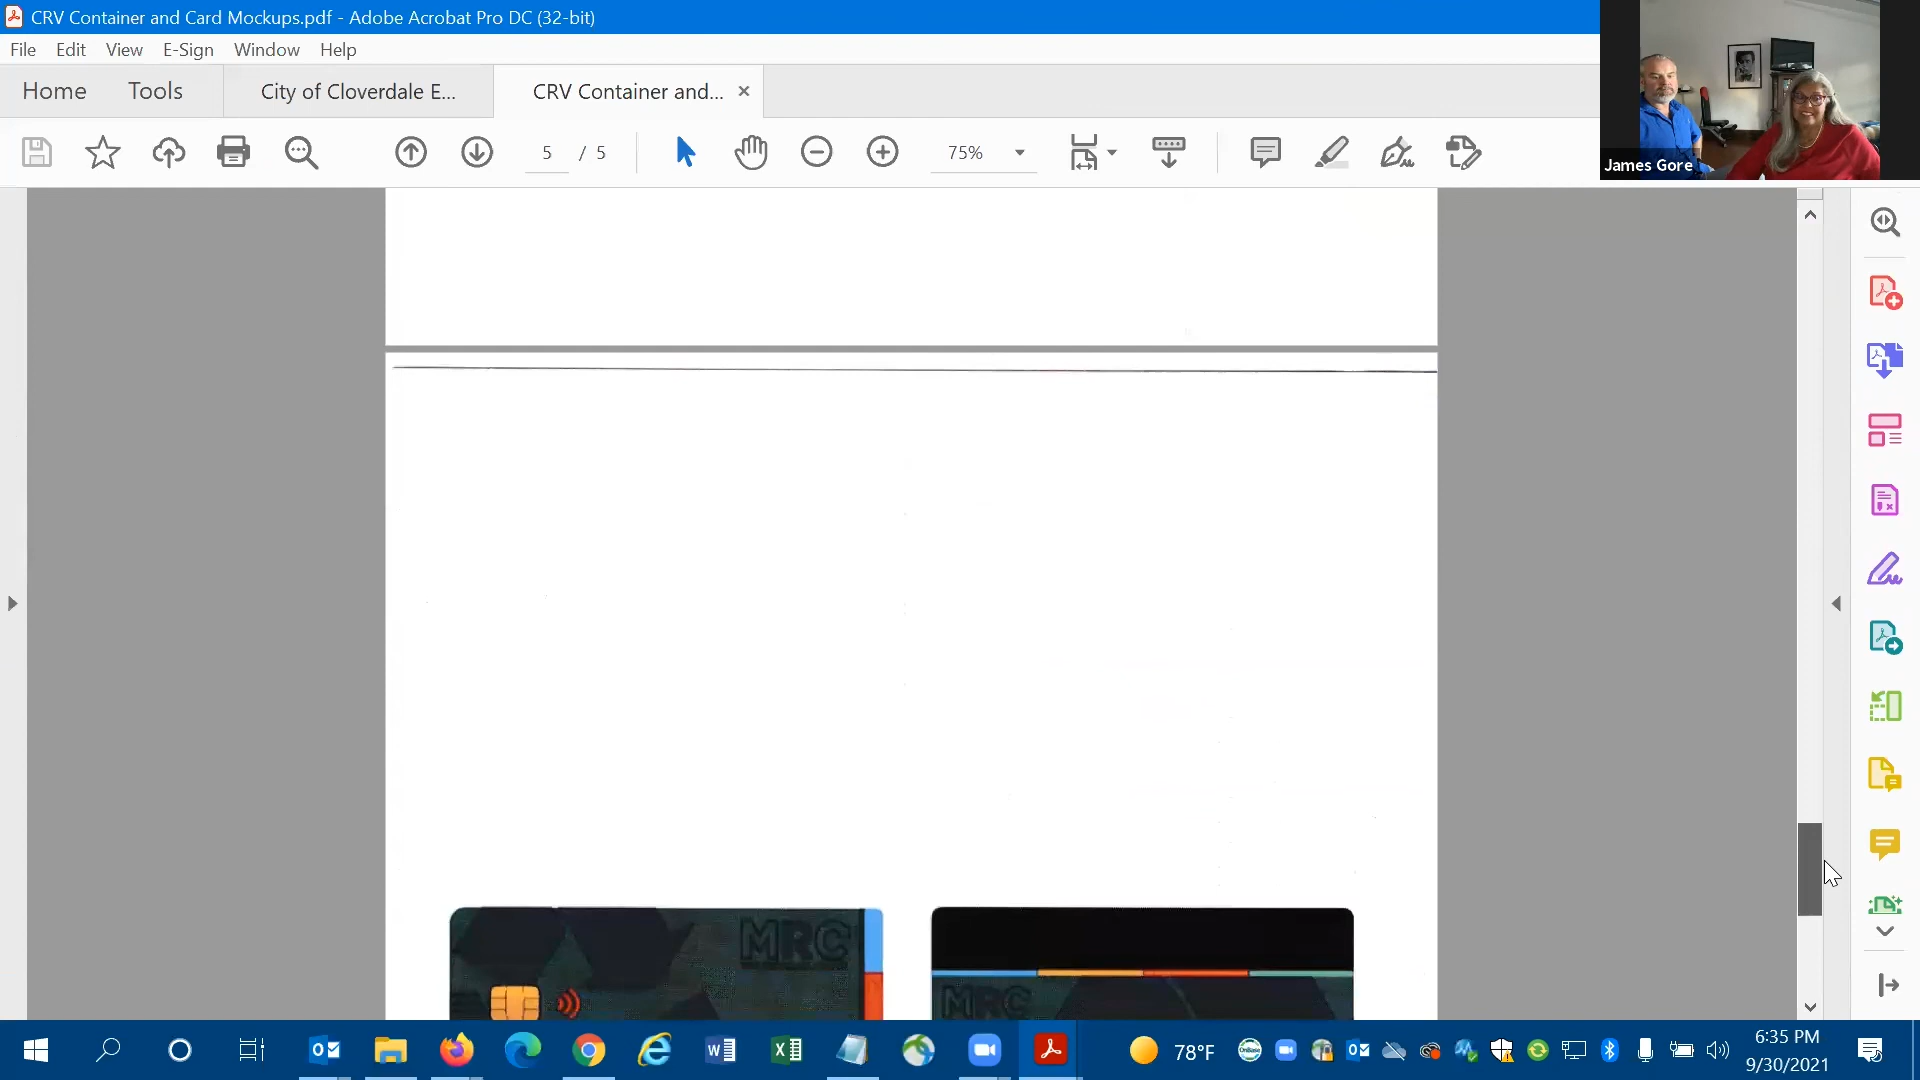 CRV Container and Card Mockups.pdf - Adobe Acrobat Pro DC (32-bit)
File Edit View E-Sign Window Help
Home Tools City of Cloverdale E... CRV Container and... ×
5 / 5 75%
James Gore
MRC
MRC
78°F
6:35 PM
9/30/2021